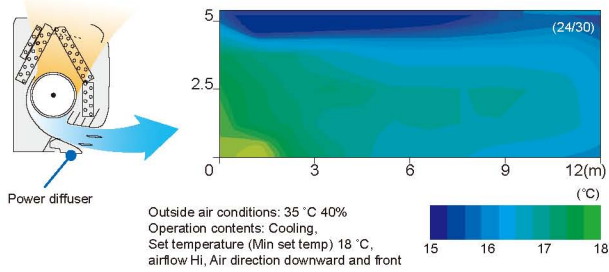 5
(24/30)
2.5
0
0
3
6
9
12(m)
Power diffuser
(˚C)
Outside air conditions: 35 ˚C 40%
Operation contents: Cooling,
Set temperature (Min set temp) 18 ˚C,
airflow Hi, Air direction downward and front
15
16
17
18